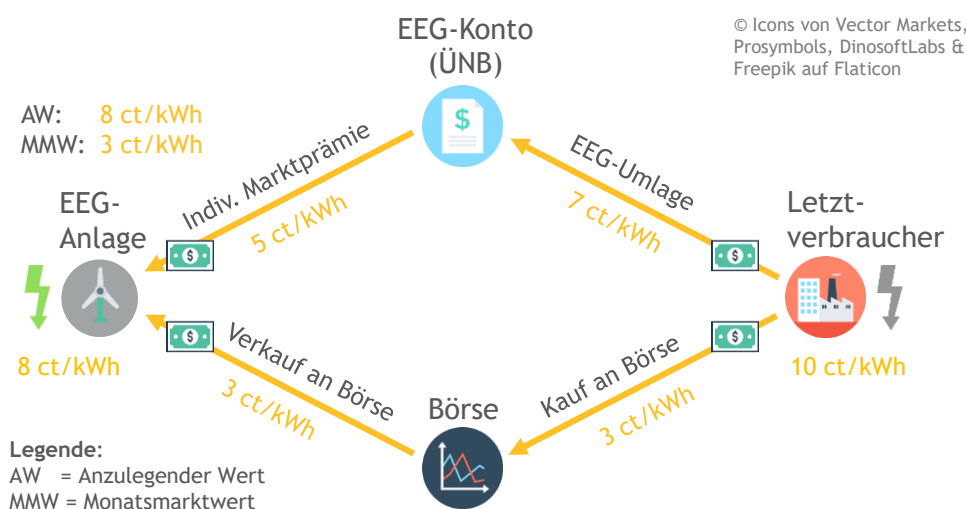 EEG-Konto
(ÜNB)
© Icons von Vector Markets,
Prosymbols, DinosoftLabs &
Freepik auf Flaticon
AW: 8 ct/kWh
MMW: 3 ct/kWh
$
Indiv. Marktprämie
5 ct/kWh
EEG-Umlage
7 ct/kWh
EEG-
Anlage
Letzt-
verbraucher
$
$
8 ct/kWh
10 ct/kWh
$
$
Verkauf an Börse
3 ct/kWh
Kauf an Börse
3 ct/kWh
Börse
Legende:
AW = Anzulegender Wert
MMW = Monatsmarktwert